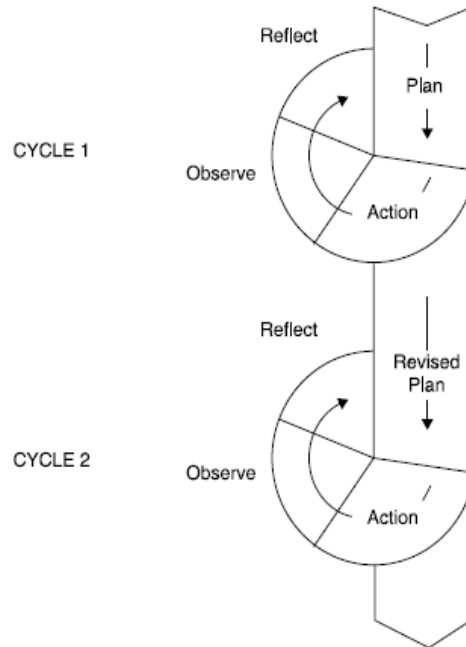 Reflect
Plan
CYCLE 1
Observe
Action
Reflect
Revised
Plan
CYCLE 2
Observe
Action